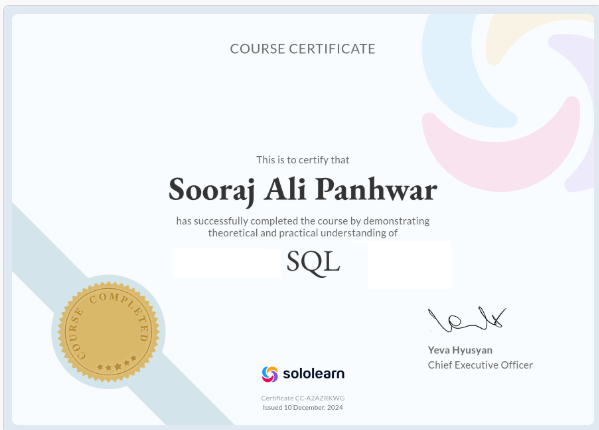 COURSE CERTIFICATE
This is to certify that
Sooraj Ali Panhwar
has successfully completed the course by demonstrating
theoretical and practical understanding of
SQL
COURSE COMPLETED
Yeva Hyusyan
Chief Executive Officer
sololearn
Certificate CC-A2AZRKWG
Issued 10 December, 2024